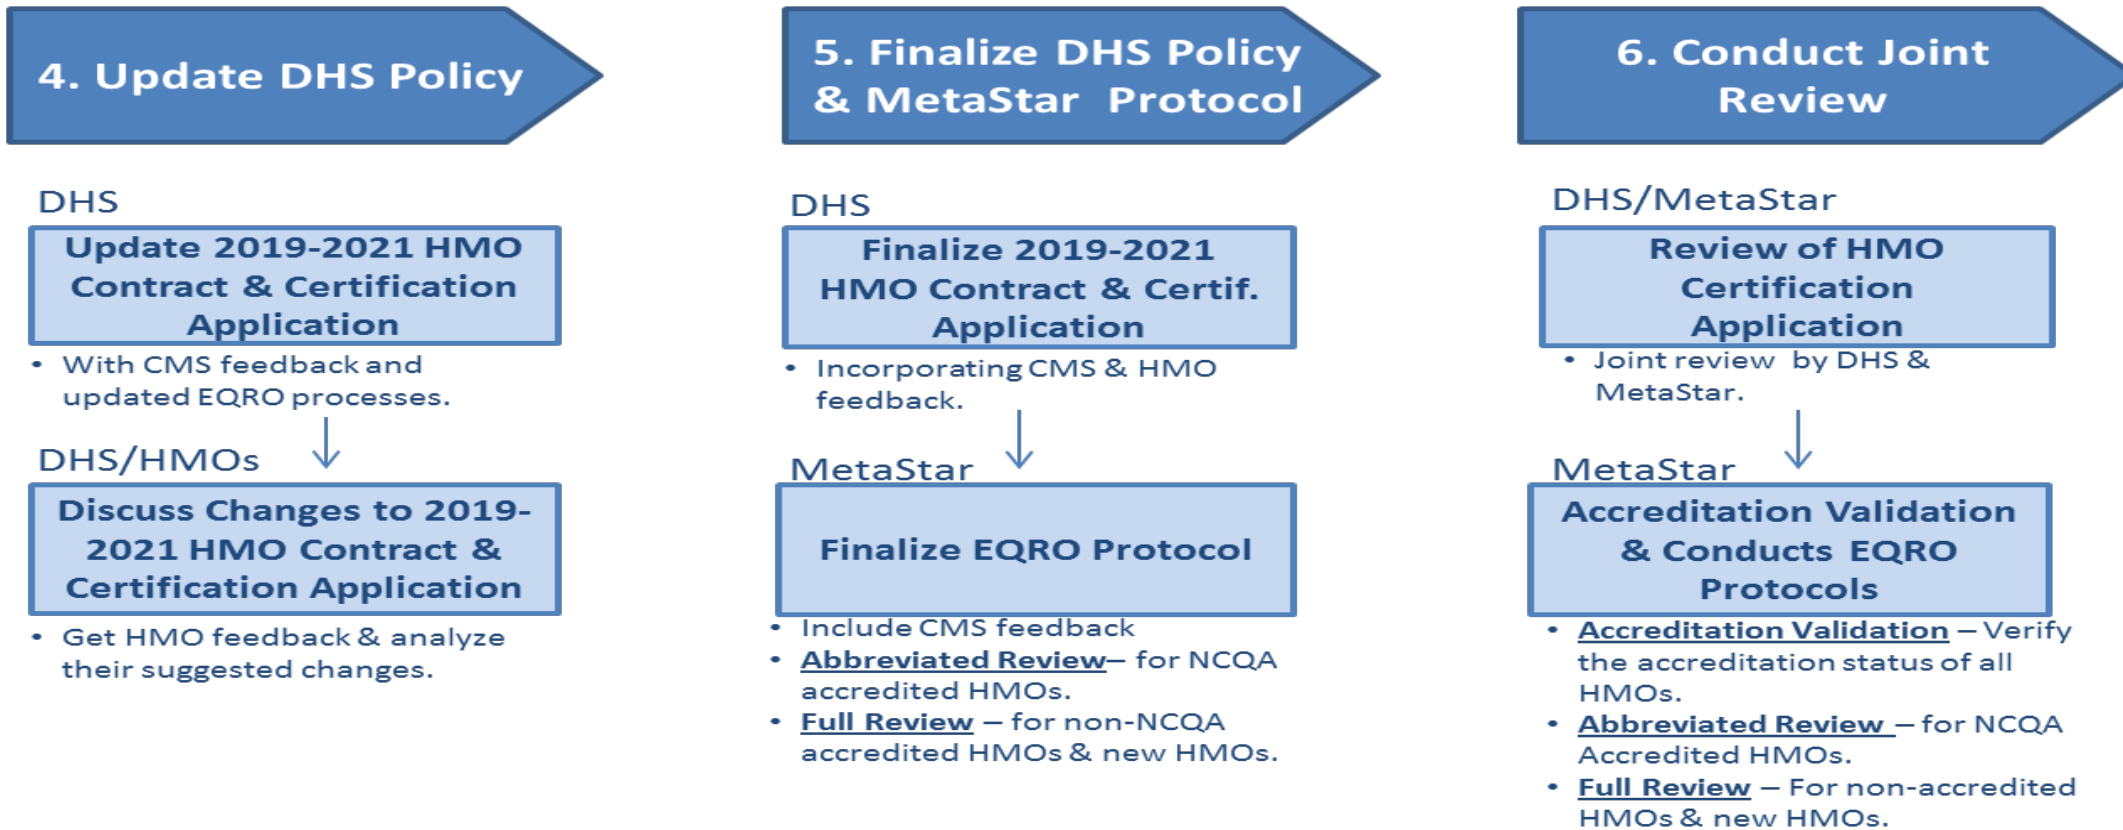 4. Update DHS Policy
DHS
Update 2019-2021 HMO
Contract & Certification
Application
• With CMS feedback and
updated EQRO processes.
DHS/HMOs
Discuss Changes to 2019-
2021 HMO Contract &
Certification Application
• Get HMO feedback & analyze
their suggested changes.
5. Finalize DHS Policy
& MetaStar Protocol
DHS
Finalize 2019-2021
HMO Contract & Certif.
Application
• Incorporating CMS & HMO
feedback.
MetaStar
Finalize EQRO Protocol
• Include CMS feedback
• Abbreviated Review– for NCQA
accredited HMOs.
• Full Review – for non-NCQA
accredited HMOs & new HMOs.
6. Conduct Joint
Review
DHS/MetaStar
Review of HMO
Certification
Application
• Joint review by DHS &
MetaStar.
MetaStar
Accreditation Validation
& Conducts EQRO
Protocols
• Accreditation Validation – Verify
the accreditation status of all
HMOs.
• Abbreviated Review – for NCQA
Accredited HMOs.
• Full Review – For non-accredited
HMOs & new HMOs.